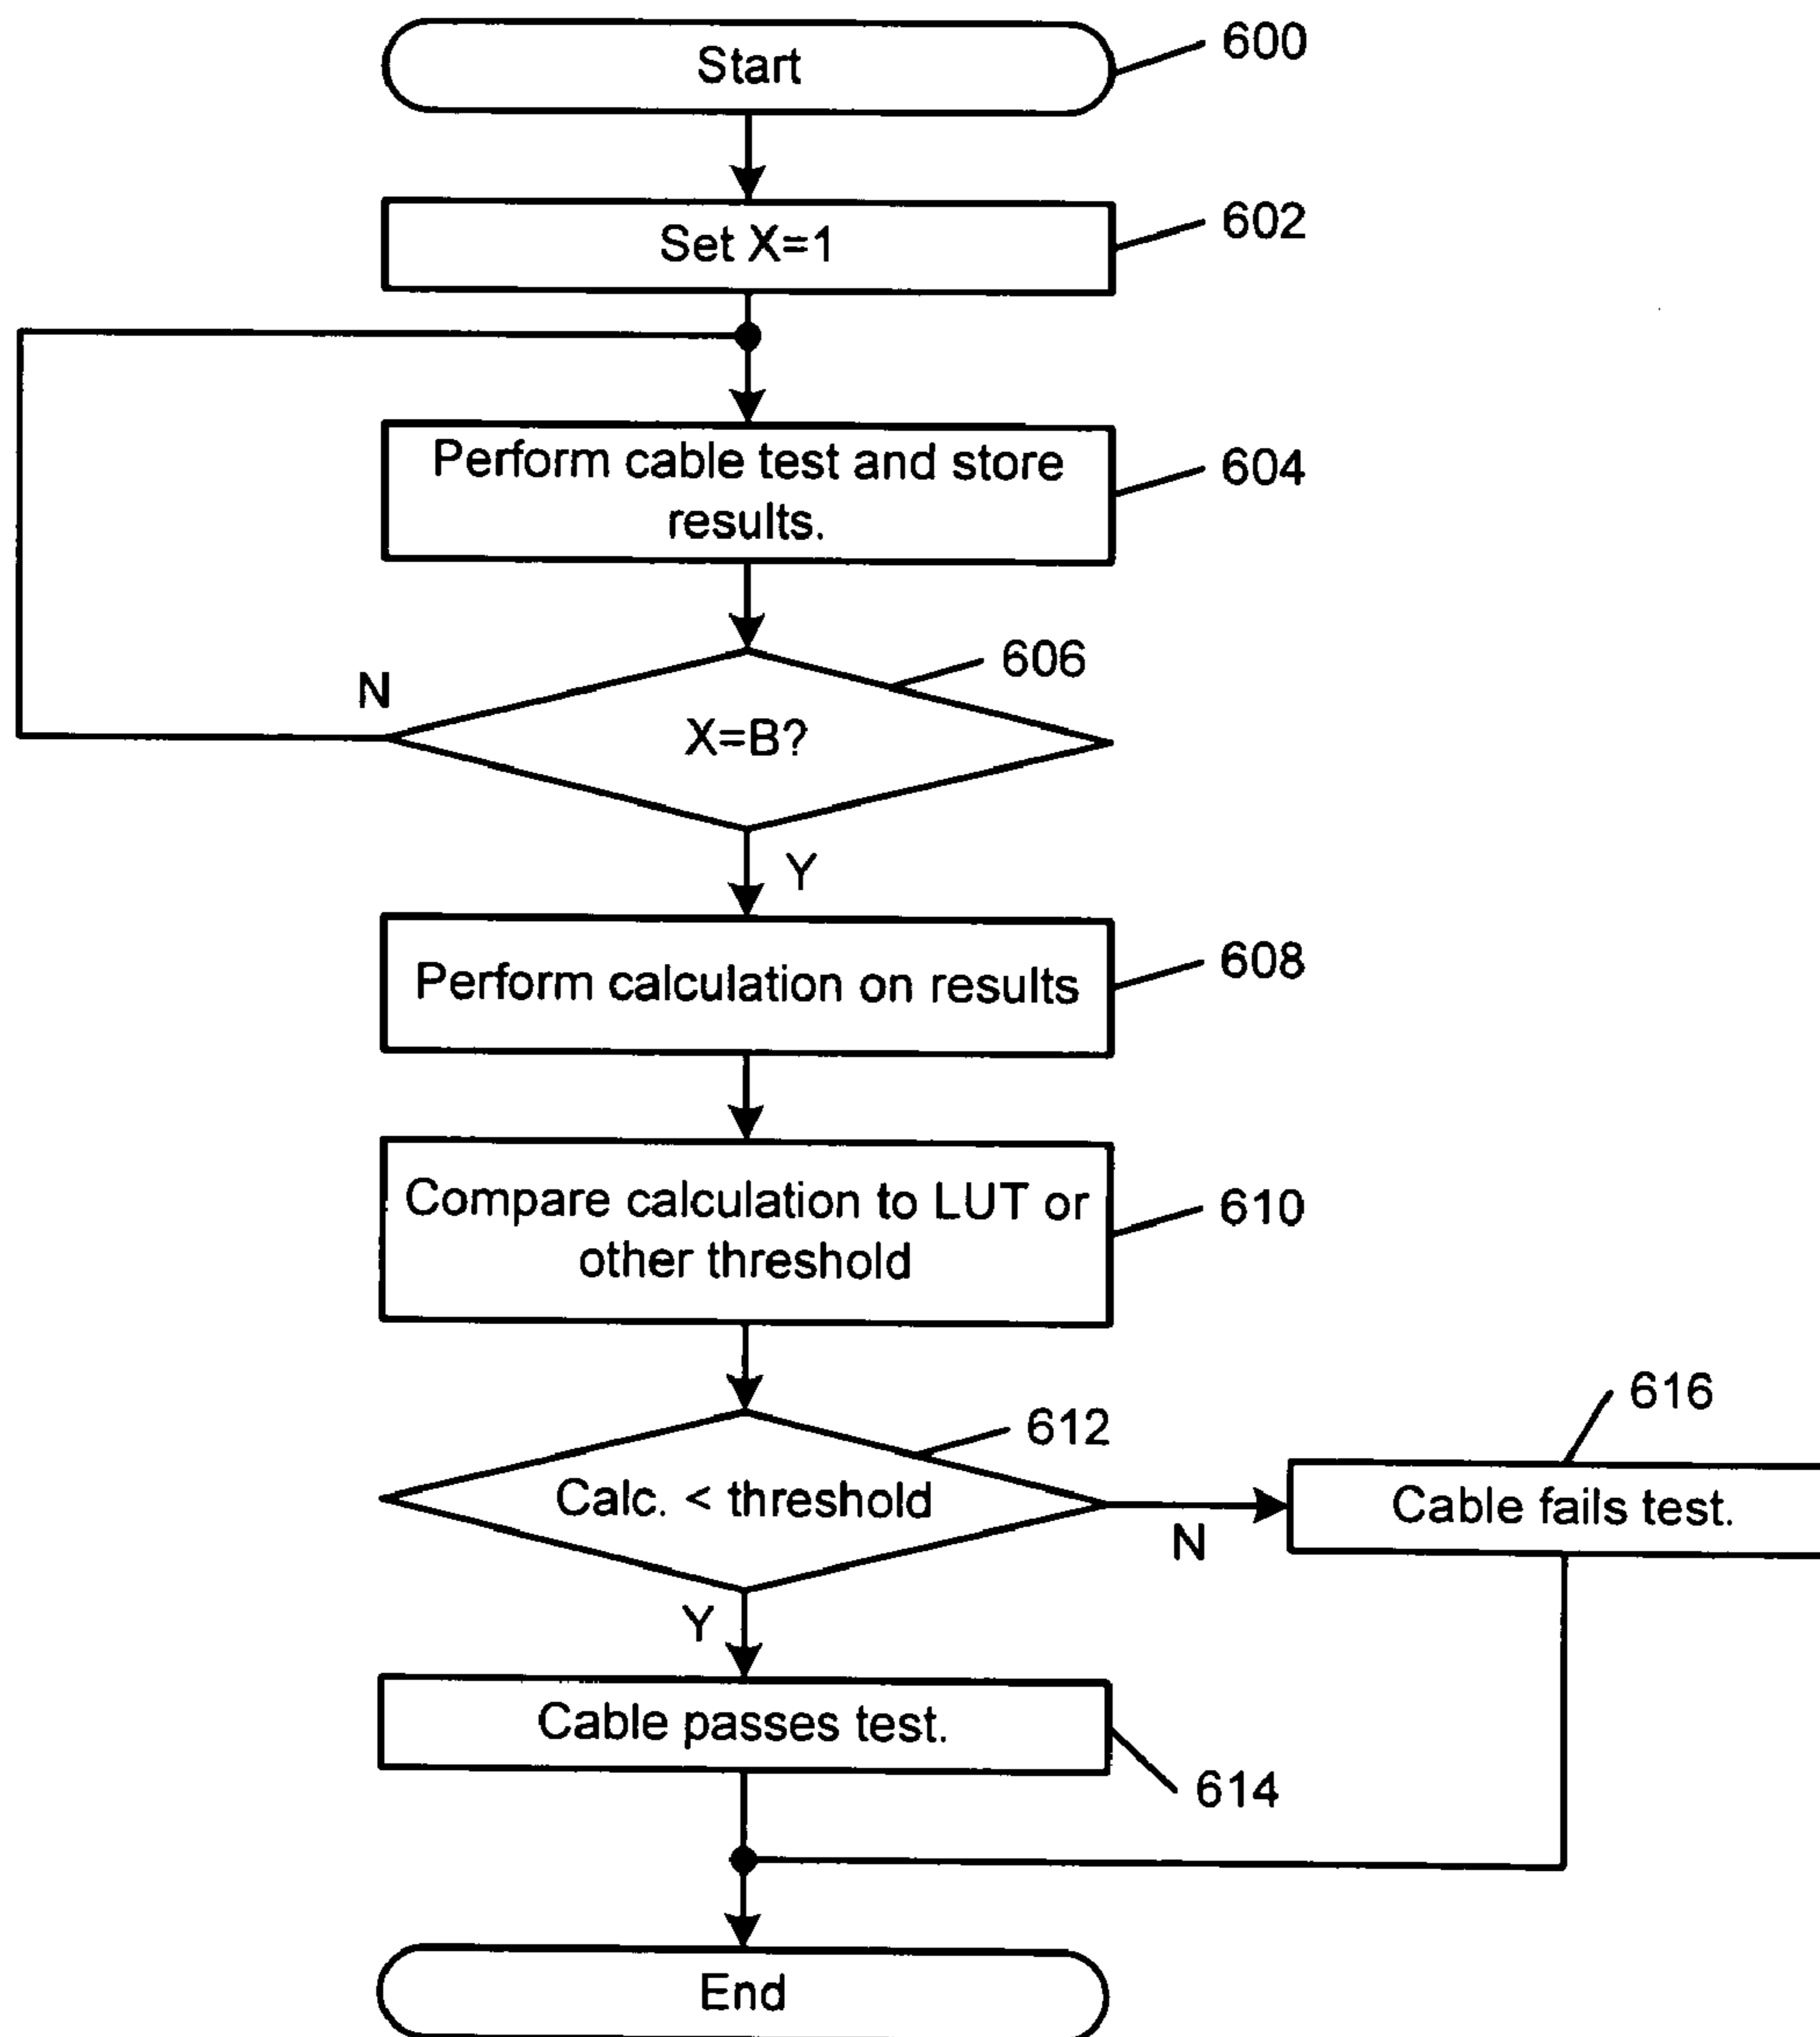 Start
600
Set X=1
602
Perform cable test and store
results.
604
606
N
X=B?
Y
Perform calculation on results
608
Compare calculation to LUT or
other threshold
610
612
616
Calc. < threshold
Cable fails test.
N
Y
Cable passes test.
614
End